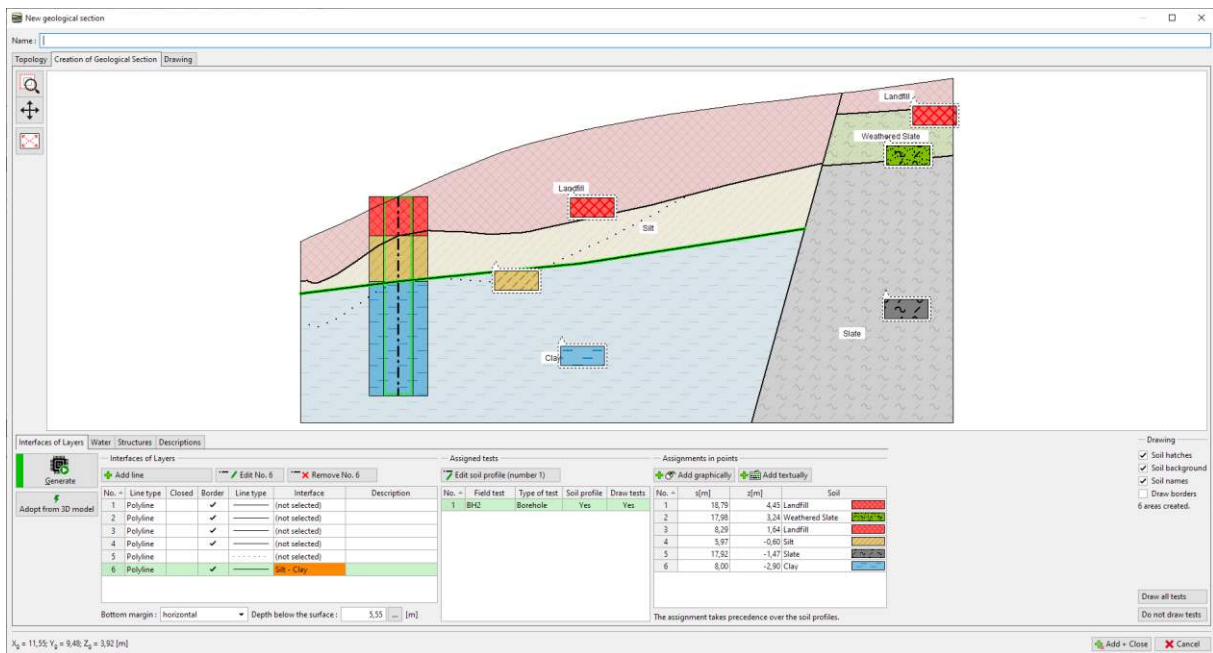 New geological section
Name :
Topology Creation of Geological Section Drawing
Landfill
Weathered Slate
Landfill
Silt
Slate
Clay
Interfaces of Layers Water Structures Descriptions
Generate
Adopt from 3D model
Interfaces of Layers
Add line Edit No. 6 Remove No. 6
No. Line type Closed Border Line type Interface Description
1 Polyline (not selected)
2 Polyline (not selected)
3 Polyline (not selected)
4 Polyline (not selected)
5 Polyline (not selected)
6 Polyline Silt - Clay
Bottom margin : horizontal Depth below the surface : 5,55 ... [m]
Assigned tests
Edit soil profile (number 1)
No. Field test Type of test Soil profile Draw tests
1 BH2 Borehole Yes Yes
Assignments in points
Add graphically Add textually
No. s[m] z[m] Soil
1 18,79 4,45 Landfill
2 17,98 3,24 Weathered Slate
3 8,29 1,64 Landfill
4 5,97 -0,60 Silt
5 17,92 -1,47 Slate
6 8,00 -2,90 Clay
The assignment takes precedence over the soil profiles.
Drawing
Soil hatches
Soil background
Soil names
Draw borders
6 areas created.
Draw all tests
Do not draw tests
Xg = 11,55; Yg = 9,48; Zg = 3,92 [m]
Add + Close Cancel